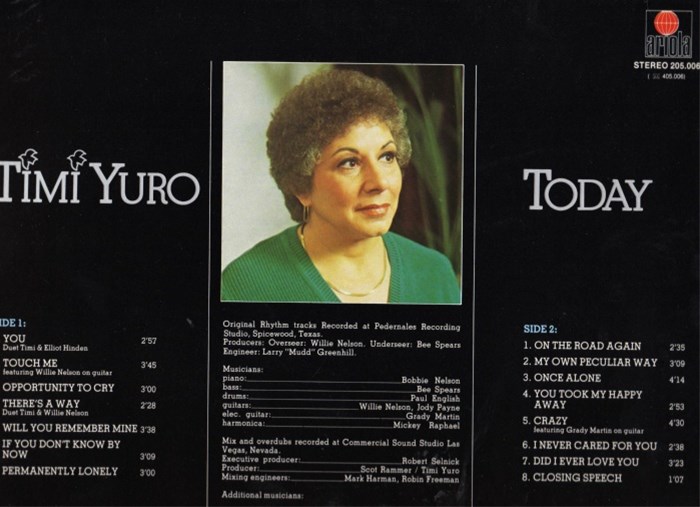 ariola
STEREO 205.006
405.006)
TIMI YURO
TODAY
IDE 1:
YOU 2'57
Duet Timi & Elliot Hinden
TOUCH ME 3'45
featuring Willie Nelson on guitar
OPPORTUNITY TO CRY 3'00
THERE'S A WAY 2'28
Duet Timi & Willie Nelson
WILL YOU REMEMBER MINE 3'38
IF YOU DON'T KNOW BY
NOW 3'09
PERMANENTLY LONELY 3'00
Original Rhythm tracks Recorded at Pedernales Recording
Studio, Spicewood, Texas.
Producers: Overseer: Willie Nelson. Underseer: Bee Spears
Engineer: Larry "Mudd" Greenhill.
Musicians:
piano: Bobbie Nelson
bass: Bee Spears
drums: Paul English
guitars: Willie Nelson, Jody Payne
elec. guitar: Grady Martin
harmonica: Mickey Raphael
Mix and overdubs recorded at Commercial Sound Studio Las
Vegas, Nevada.
Executive producer: Robert Selnick
Producer: Scot Rammer / Timi Yuro
Mixing engineers: Mark Harman, Robin Freeman
Additional musicians:
SIDE 2:
1. ON THE ROAD AGAIN 2'35
2. MY OWN PECULIAR WAY 3'09
3. ONCE ALONE 4'14
4. YOU TOOK MY HAPPY
AWAY 2'53
5. CRAZY 4'30
featuring Grady Martin on guitar
6. I NEVER CARED FOR YOU 2'38
7. DID I EVER LOVE YOU 3'23
8. CLOSING SPEECH 1'07